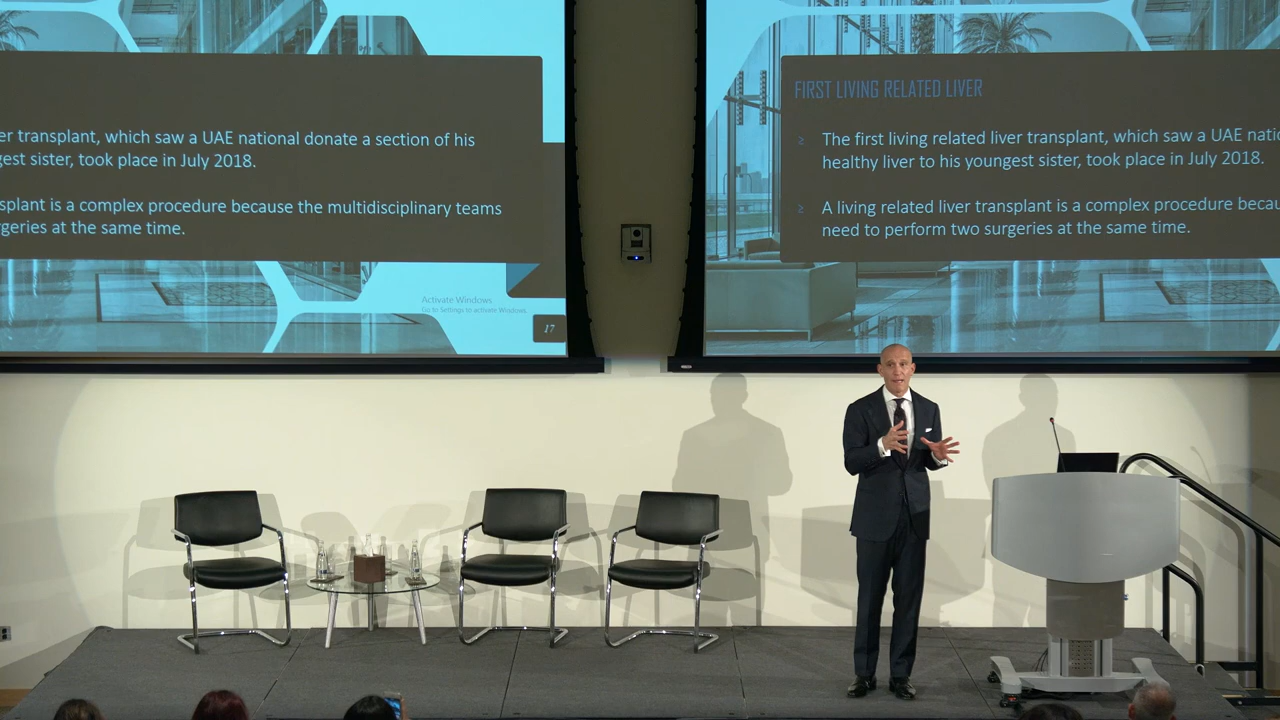 er transplant, which saw a UAE national donate a section of his
gest sister, took place in July 2018.
splant is a complex procedure because the multidisciplinary teams
rgeries at the same time.
Activate Windows
Go to Settings to activate Windows.
17
FIRST LIVING RELATED LIVER
The first living related liver transplant, which saw a UAE natio
healthy liver to his youngest sister, took place in July 2018.
A living related liver transplant is a complex procedure becau
need to perform two surgeries at the same time.